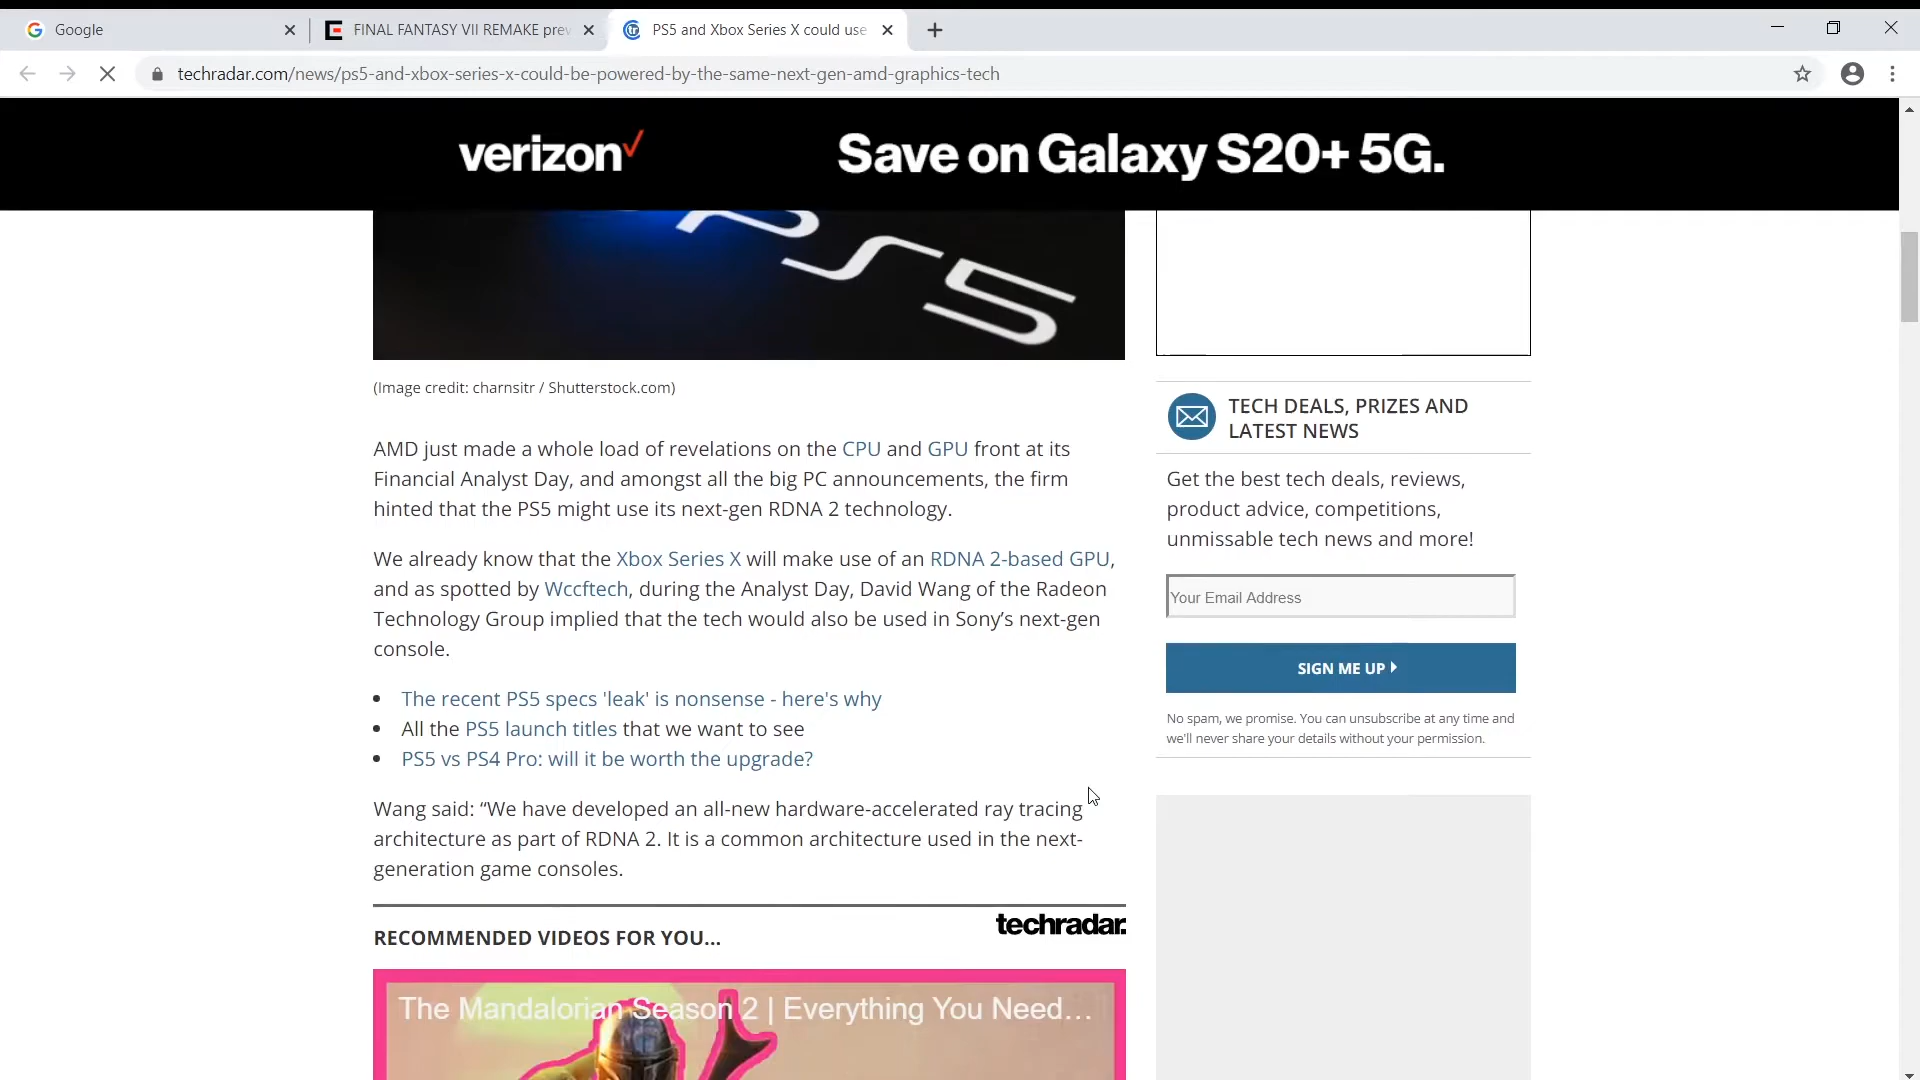 Google
FINAL FANTASY VII REMAKE prev
PS5 and Xbox Series X could use
techradar.com/news/ps5-and-xbox-series-x-could-be-powered-by-the-same-next-gen-amd-graphics-tech
verizon
Save on Galaxy S20+ 5G.
PS5
(Image credit: charnsitr / Shutterstock.com)
AMD just made a whole load of revelations on the CPU and GPU front at its
Financial Analyst Day, and amongst all the big PC announcements, the firm
hinted that the PS5 might use its next-gen RDNA 2 technology.
We already know that the Xbox Series X will make use of an RDNA 2-based GPU,
and as spotted by Wccftech, during the Analyst Day, David Wang of the Radeon
Technology Group implied that the tech would also be used in Sony’s next-gen
console.
• The recent PS5 specs 'leak' is nonsense - here's why
• All the PS5 launch titles that we want to see
• PS5 vs PS4 Pro: will it be worth the upgrade?
Wang said: “We have developed an all-new hardware-accelerated ray tracing
architecture as part of RDNA 2. It is a common architecture used in the next-
generation game consoles.
techradar.
RECOMMENDED VIDEOS FOR YOU...
The Mandalorian Season 2 | Everything You Need...
TECH DEALS, PRIZES AND
LATEST NEWS
Get the best tech deals, reviews,
product advice, competitions,
unmissable tech news and more!
Your Email Address
SIGN ME UP
No spam, we promise. You can unsubscribe at any time and
we'll never share your details without your permission.